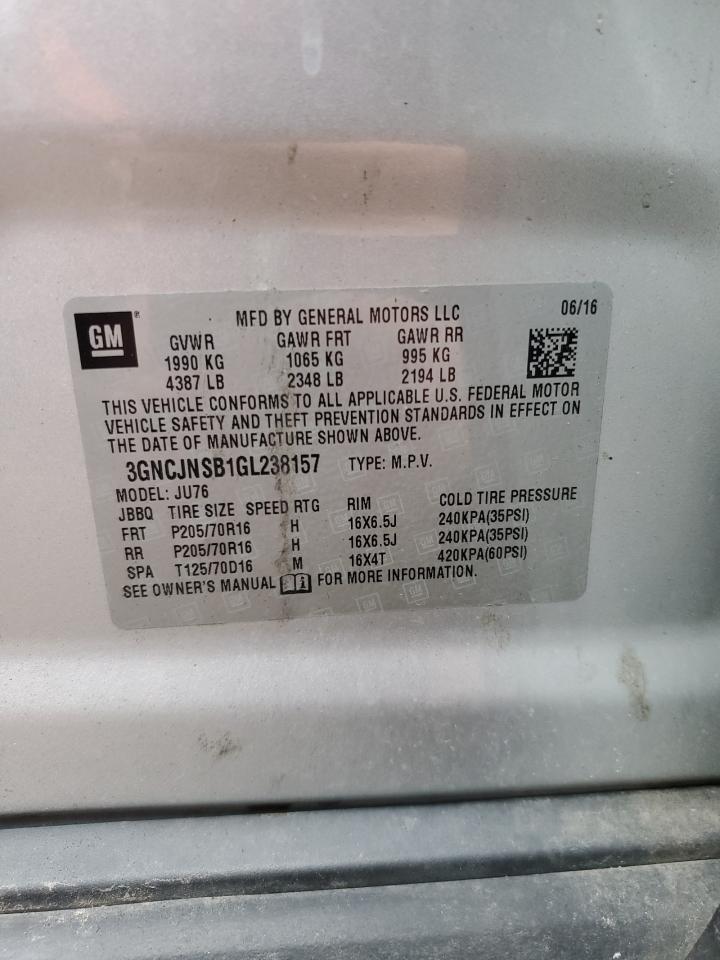 GM
MFD BY GENERAL MOTORS LLC 06/16
GVWR GAWR FRT GAWR RR
1990 KG 1065 KG 995 KG
4387 LB 2348 LB 2194 LB
THIS VEHICLE CONFORMS TO ALL APPLICABLE U.S. FEDERAL MOTOR
VEHICLE SAFETY AND THEFT PREVENTION STANDARDS IN EFFECT ON
THE DATE OF MANUFACTURE SHOWN ABOVE.
3GNCJNSB1GL238157 TYPE: M.P.V.
MODEL: JU76
JBBQ TIRE SIZE SPEED RTG RIM COLD TIRE PRESSURE
FRT P205/70R16 H 16X6.5J 240KPA(35PSI)
RR P205/70R16 H 16X6.5J 240KPA(35PSI)
SPA T125/70D16 M 16X4T 420KPA(60PSI)
SEE OWNER'S MANUAL FOR MORE INFORMATION.